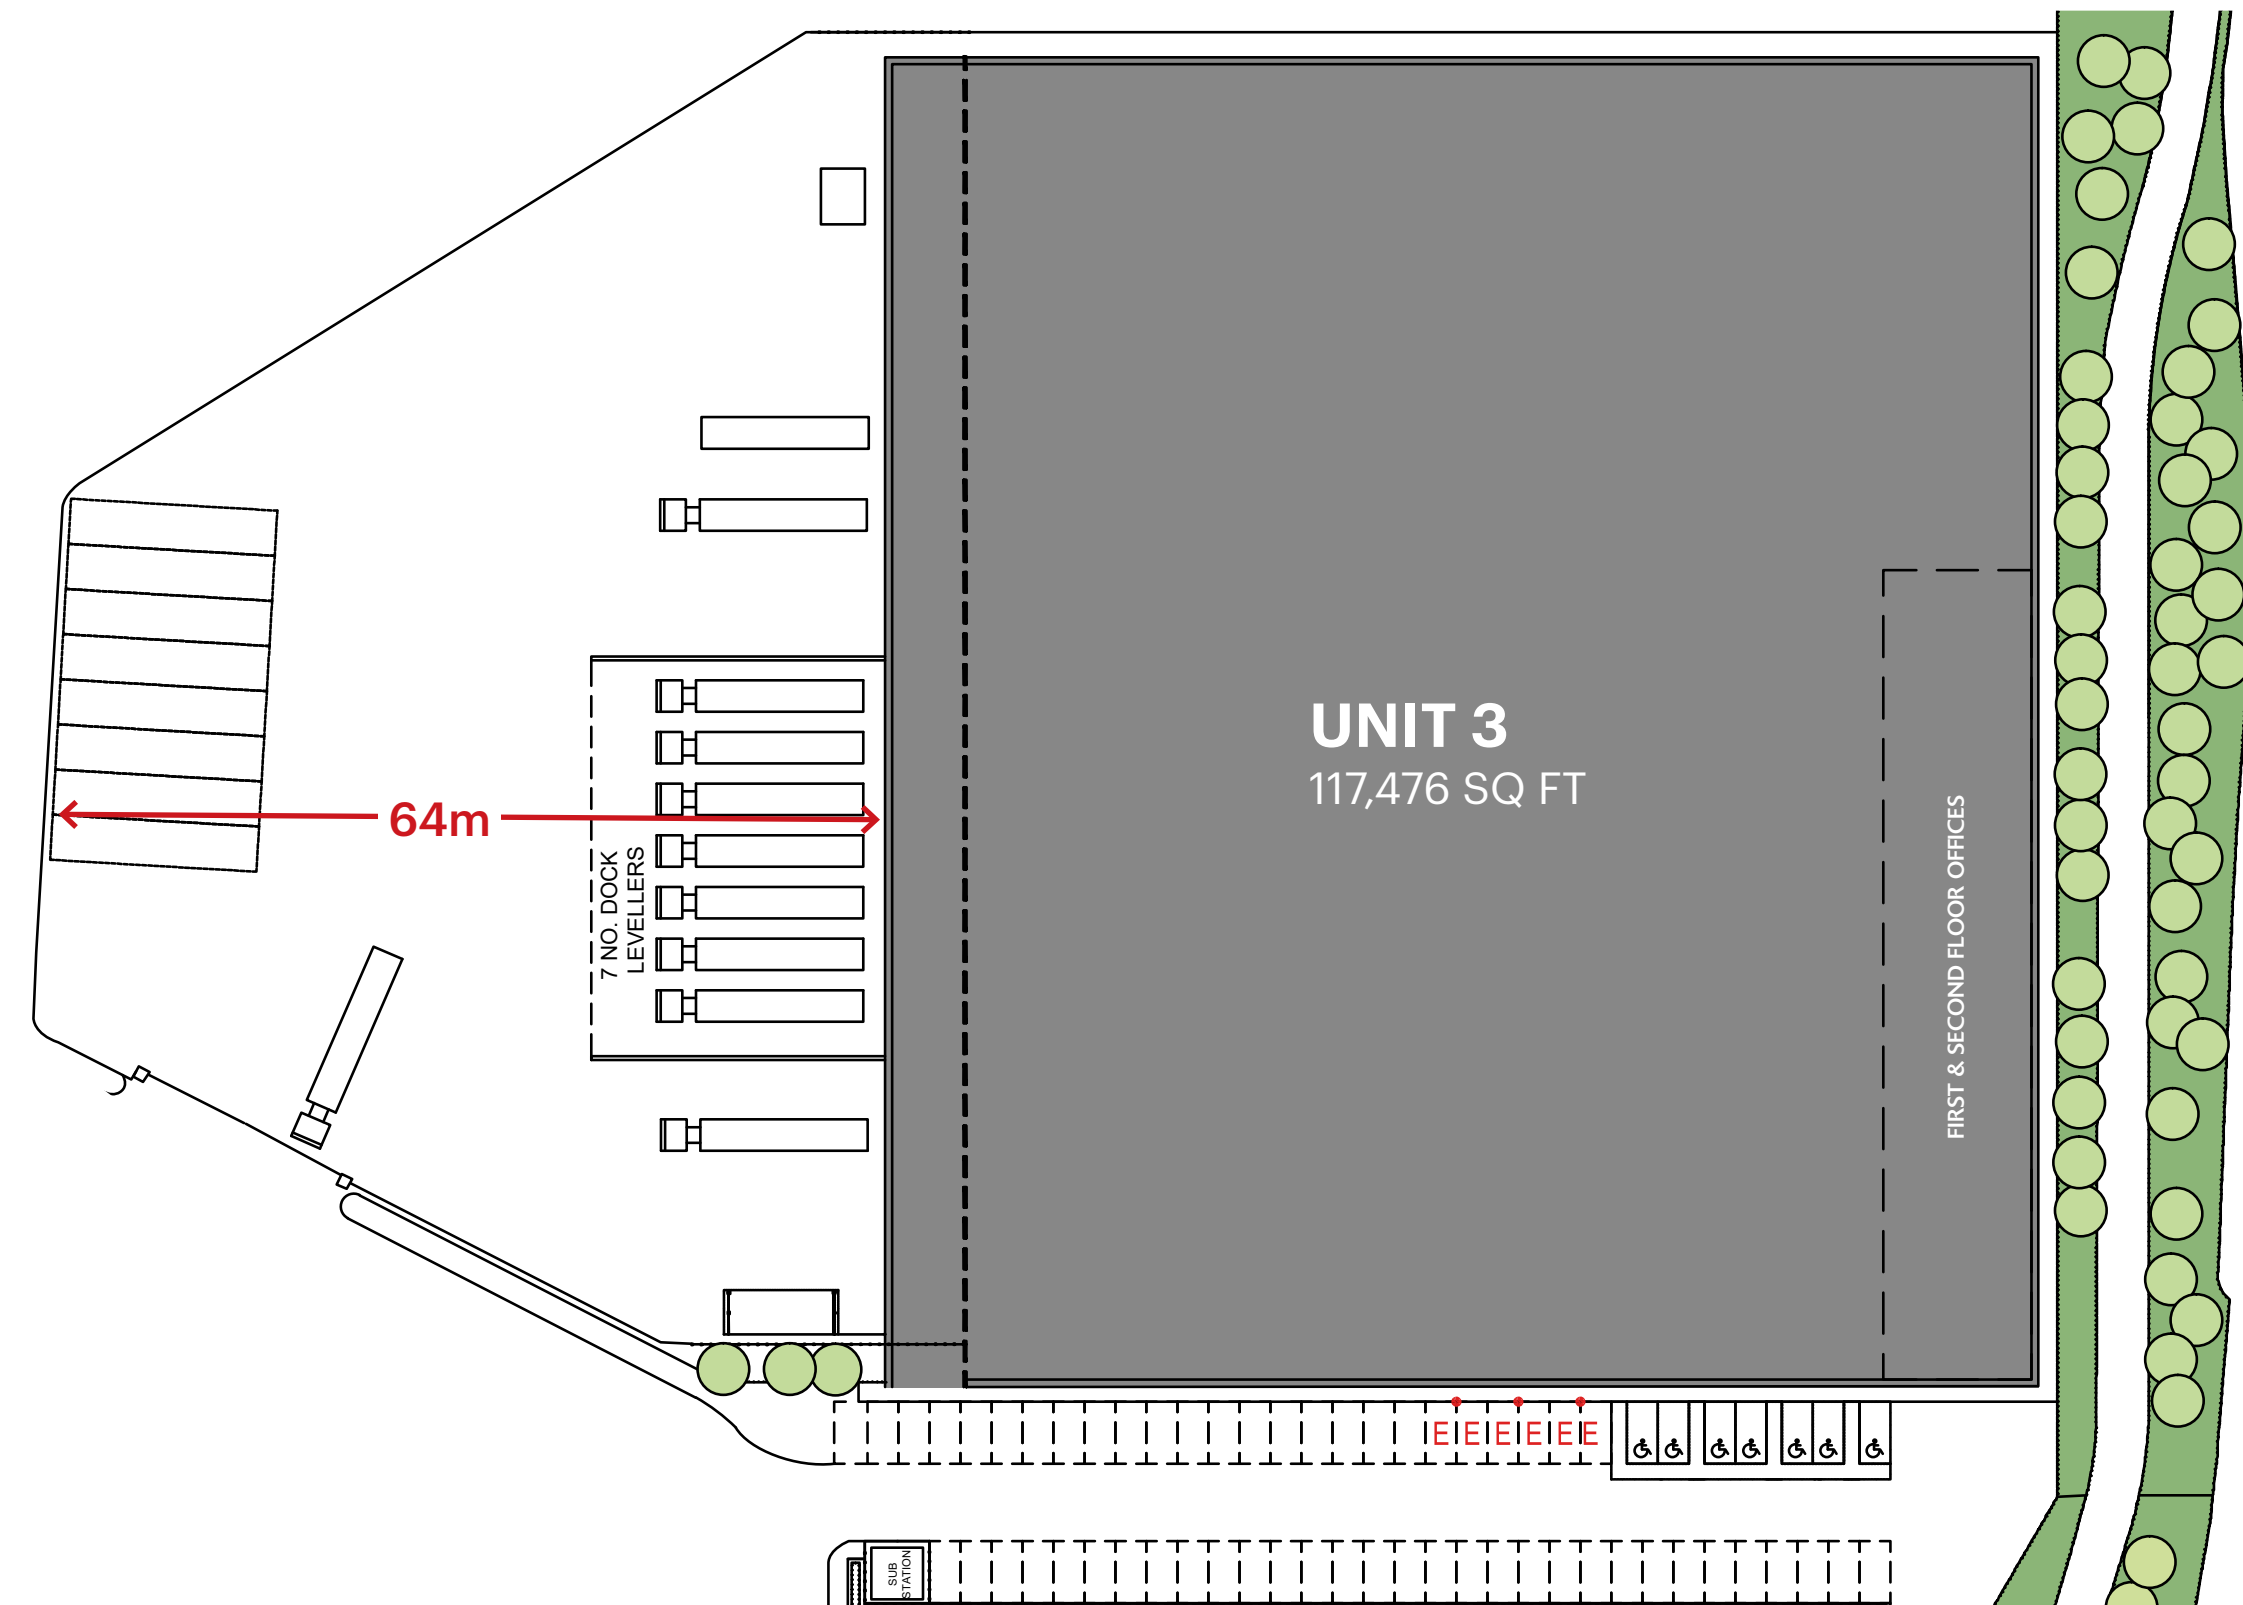 UNIT 3
117,476 SQ FT
64m
7 NO. DOCK
LEVELLERS
FIRST & SECOND FLOOR OFFICES
E E E E E E
SUB
STATION